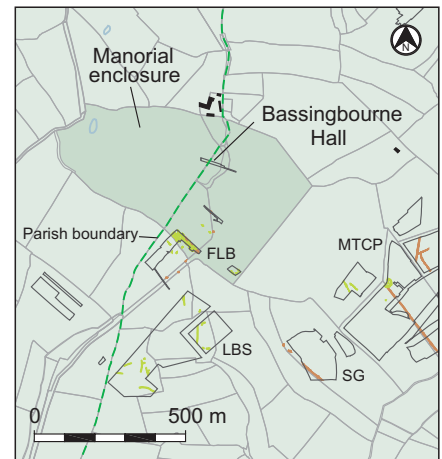 Manorial
enclosure
N
Bassingbourne
Hall
Parish boundary
FLB
MTCP
LBS
SG
0 500 m